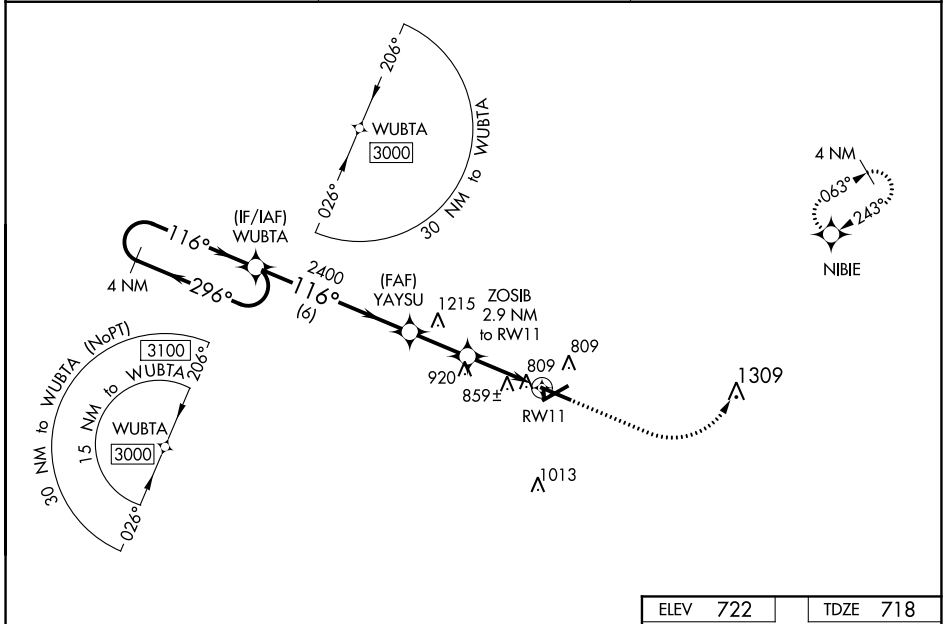 206°
WUBTA
3000
026°
30 NM to WUBTA
4 NM
063°
243°
NIBIE
(IF/IAF)
WUBTA
116°
4 NM
296°
2400
116°
(6)
(FAF)
YAYSU
1215
ZOSIB
2.9 NM
to RW11
920
859±
809
809
RW11
1309
1013
30 NM to WUBTA (NoPT)
3100
206°
15 NM to WUBTA
WUBTA
3000
026°
ELEV 722
TDZE 718